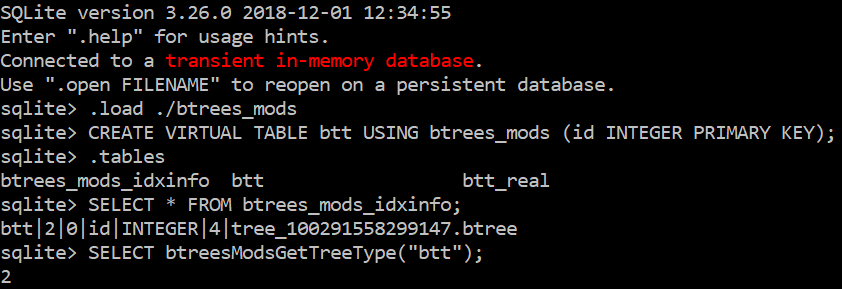 SQLite version 3.26.0 2018-12-01 12:34:55
Enter ".help" for usage hints.
Connected to a transient in-memory database.
Use ".open FILENAME" to reopen on a persistent database.
sqlite> .load ./btrees_mods
sqlite> CREATE VIRTUAL TABLE btt USING btrees_mods (id INTEGER PRIMARY KEY);
sqlite> .tables
btrees_mods_idxinfo  btt                  btt_real
sqlite> SELECT * FROM btrees_mods_idxinfo;
btt|2|0|id|INTEGER|4|tree_100291558299147.btree
sqlite> SELECT btreesModsGetTreeType("btt");
2